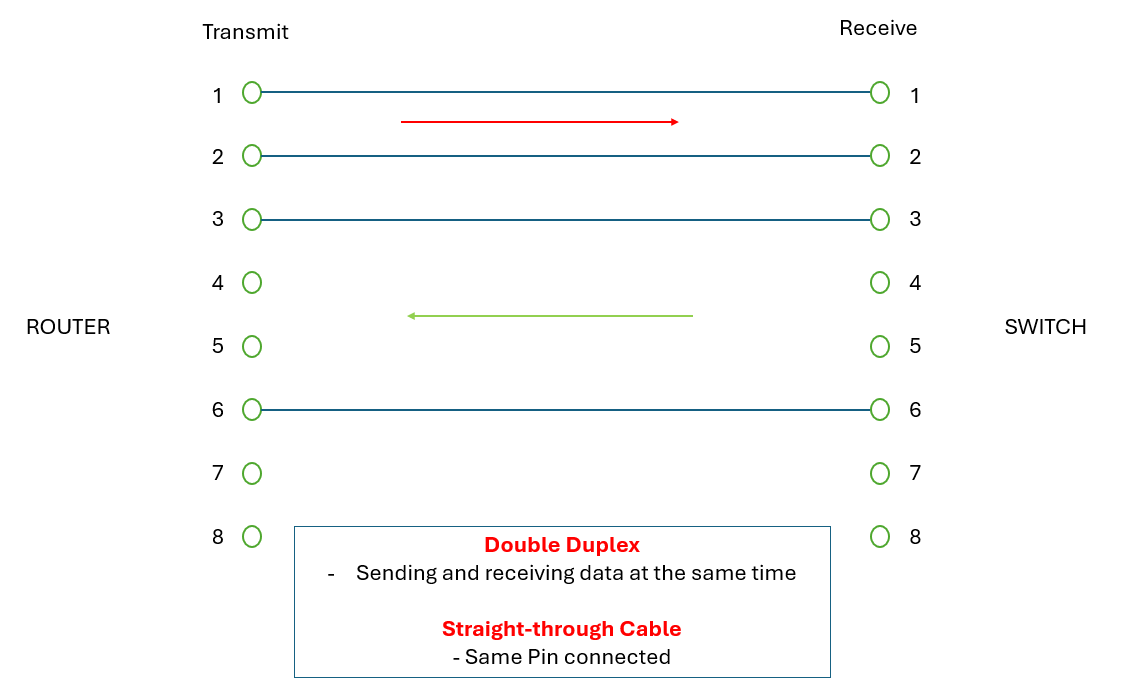 Transmit
Receive
1
1
2
2
3
3
4
4
ROUTER
SWITCH
5
5
6
6
7
7
8
8
Double Duplex
- Sending and receiving data at the same time
Straight-through Cable
- Same Pin connected